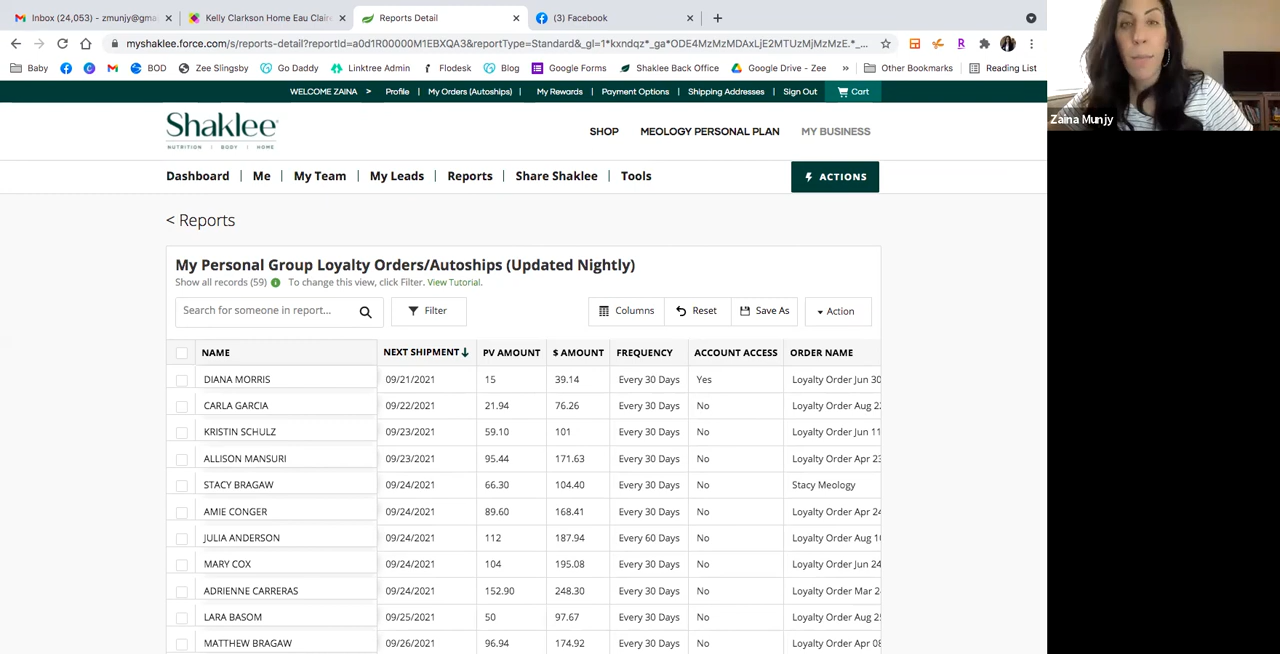 Inbox (24,053) - zmunjy@gma
Kelly Clarkson Home Eau Claire
Reports Detail
(3) Facebook
myshaklee.force.com/s/reports-detail?reportId=a0d1R00000M1EBXQA3&reportType=Standard&_gl=1*kxndqz*_ga*ODE4MzMzMDAxLjE2MTUzMjMzMzE.*_...
Baby
BOD
Zee Slingsby
Go Daddy
Linktree Admin
Flodesk
Blog
Google Forms
Shaklee Back Office
Google Drive - Zee
»
Other Bookmarks
Reading List
WELCOME ZAINA > Profile | My Orders (Autoships) | My Rewards | Payment Options | Shipping Addresses | Sign Out Cart
Shaklee
NUTRITION | BODY | HOME
SHOP MEOLOGY PERSONAL PLAN MY BUSINESS
Dashboard | Me | My Team | My Leads | Reports | Share Shaklee | Tools
ACTIONS
< Reports
My Personal Group Loyalty Orders/Autoships (Updated Nightly)
Show all records (59) To change this view, click Filter. View Tutorial.
Search for someone in report... Filter Columns Reset Save As Action
NAME NEXT SHIPMENT PV AMOUNT $ AMOUNT FREQUENCY ACCOUNT ACCESS ORDER NAME
DIANA MORRIS 09/21/2021 15 39.14 Every 30 Days Yes Loyalty Order Jun 30
CARLA GARCIA 09/22/2021 21.94 76.26 Every 30 Days No Loyalty Order Aug 2
KRISTIN SCHULZ 09/23/2021 59.10 101 Every 30 Days No Loyalty Order Jun 11
ALLISON MANSURI 09/23/2021 95.44 171.63 Every 30 Days No Loyalty Order Apr 23
STACY BRAGAW 09/24/2021 66.30 104.40 Every 30 Days No Stacy Meology
AMIE CONGER 09/24/2021 89.60 168.41 Every 30 Days No Loyalty Order Apr 24
JULIA ANDERSON 09/24/2021 112 187.94 Every 60 Days No Loyalty Order Aug 10
MARY COX 09/24/2021 104 195.08 Every 30 Days No Loyalty Order Jun 24
ADRIENNE CARRERAS 09/24/2021 152.90 248.30 Every 30 Days No Loyalty Order Mar 2
LARA BASOM 09/25/2021 50 97.67 Every 30 Days No Loyalty Order Aug 25
MATTHEW BRAGAW 09/26/2021 96.94 174.92 Every 30 Days No Loyalty Order Apr 08
Zaina Munjy